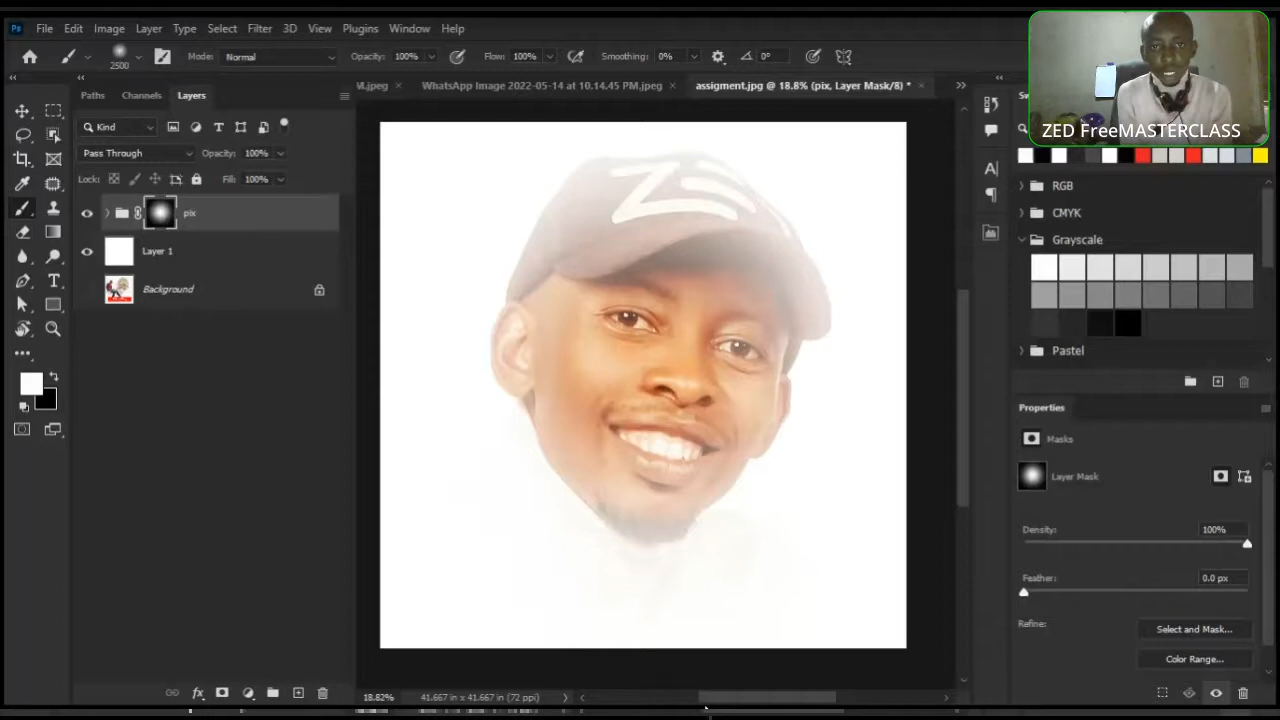 Ps File Edit Image Layer Type Select Filter 3D View Plugins Window Help
2500 Mode: Normal Opacity: 100% Flow: 100% Smoothing: 0% 0°
ZED FreeMASTERCLASS
Paths Channels Layers
M.jpeg × WhatsApp Image 2022-05-14 at 10.14.45 PM.jpeg × assigment.jpg @ 18.8% (pix, Layer Mask/8) * ×
Kind
Pass Through Opacity: 100%
Lock: Fill: 100%
pix
Layer 1
Background
RGB
CMYK
Grayscale
Pastel
Properties
Masks
Layer Mask
Density: 100%
Feather: 0.0 px
Refine: Select and Mask...
Color Range...
18.82% 41.667 in x 41.667 in (72 ppi)